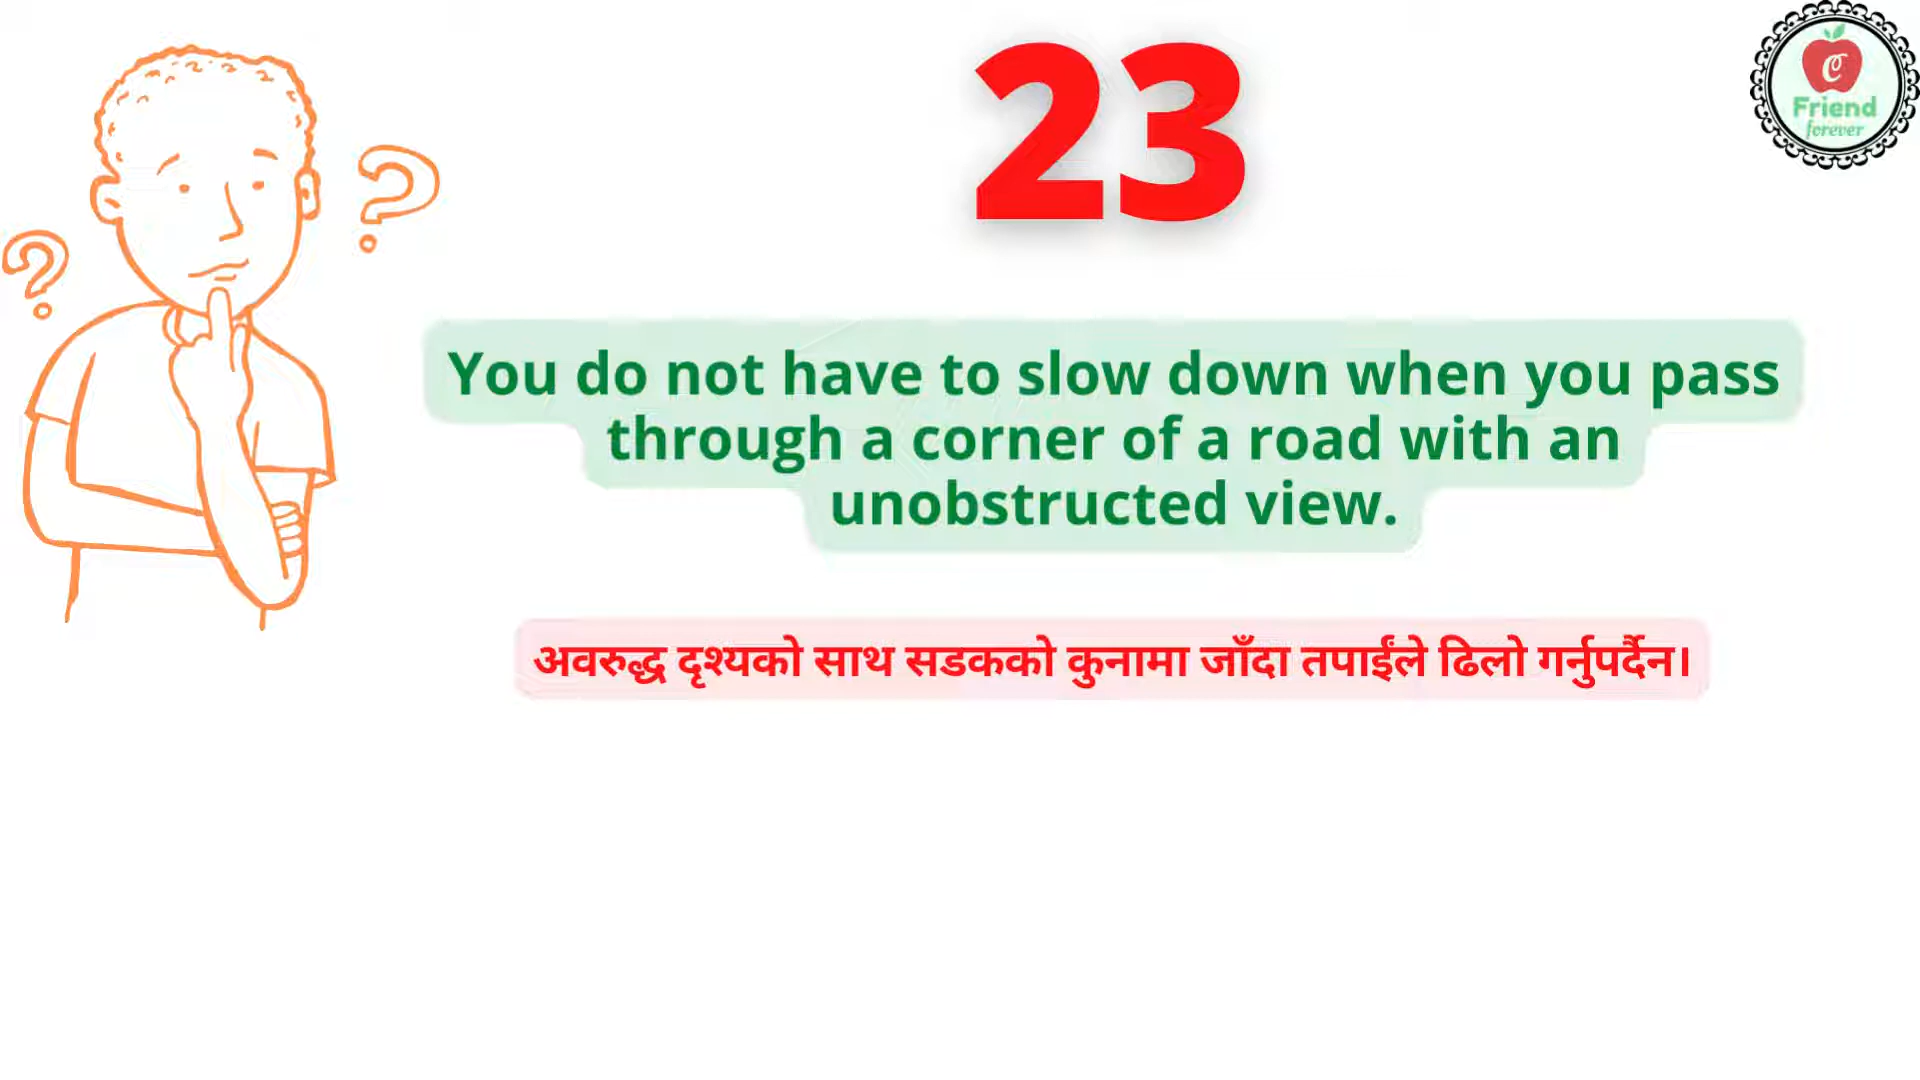 23
C
Friend
forever
You do not have to slow down when you pass
through a corner of a road with an
unobstructed view.
अवरुद्ध दृश्यको साथ सडकको कुनामा जाँदा तपाईंले ढिलो गर्नुपर्दैन।